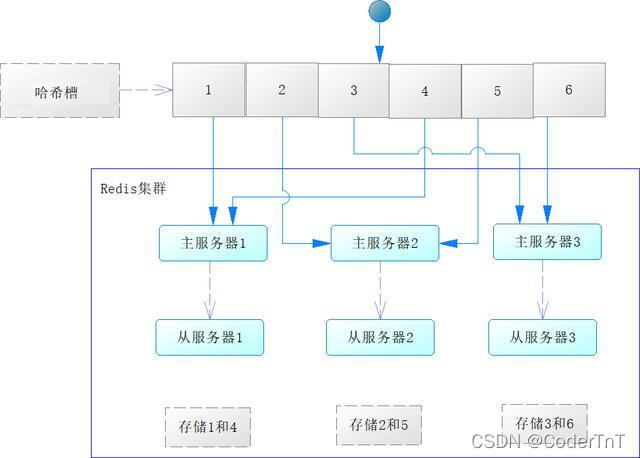 哈希槽
1
2
3
4
5
6
Redis集群
主服务器1
主服务器2
主服务器3
从服务器1
从服务器2
从服务器3
存储1和4
存储2和5
存储3和6
CSDN @CoderTnT